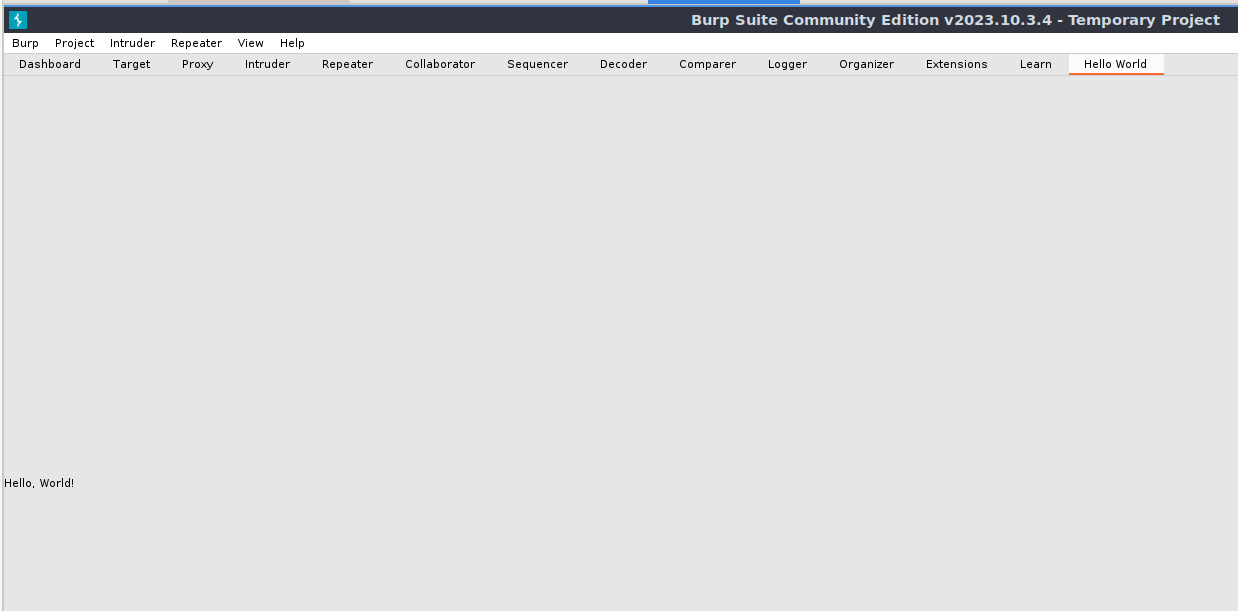 Burp Suite Community Edition v2023.10.3.4 - Temporary Project
Burp Project Intruder Repeater View Help
Dashboard Target Proxy Intruder Repeater Collaborator Sequencer Decoder Comparer Logger Organizer Extensions Learn Hello World
Hello, World!